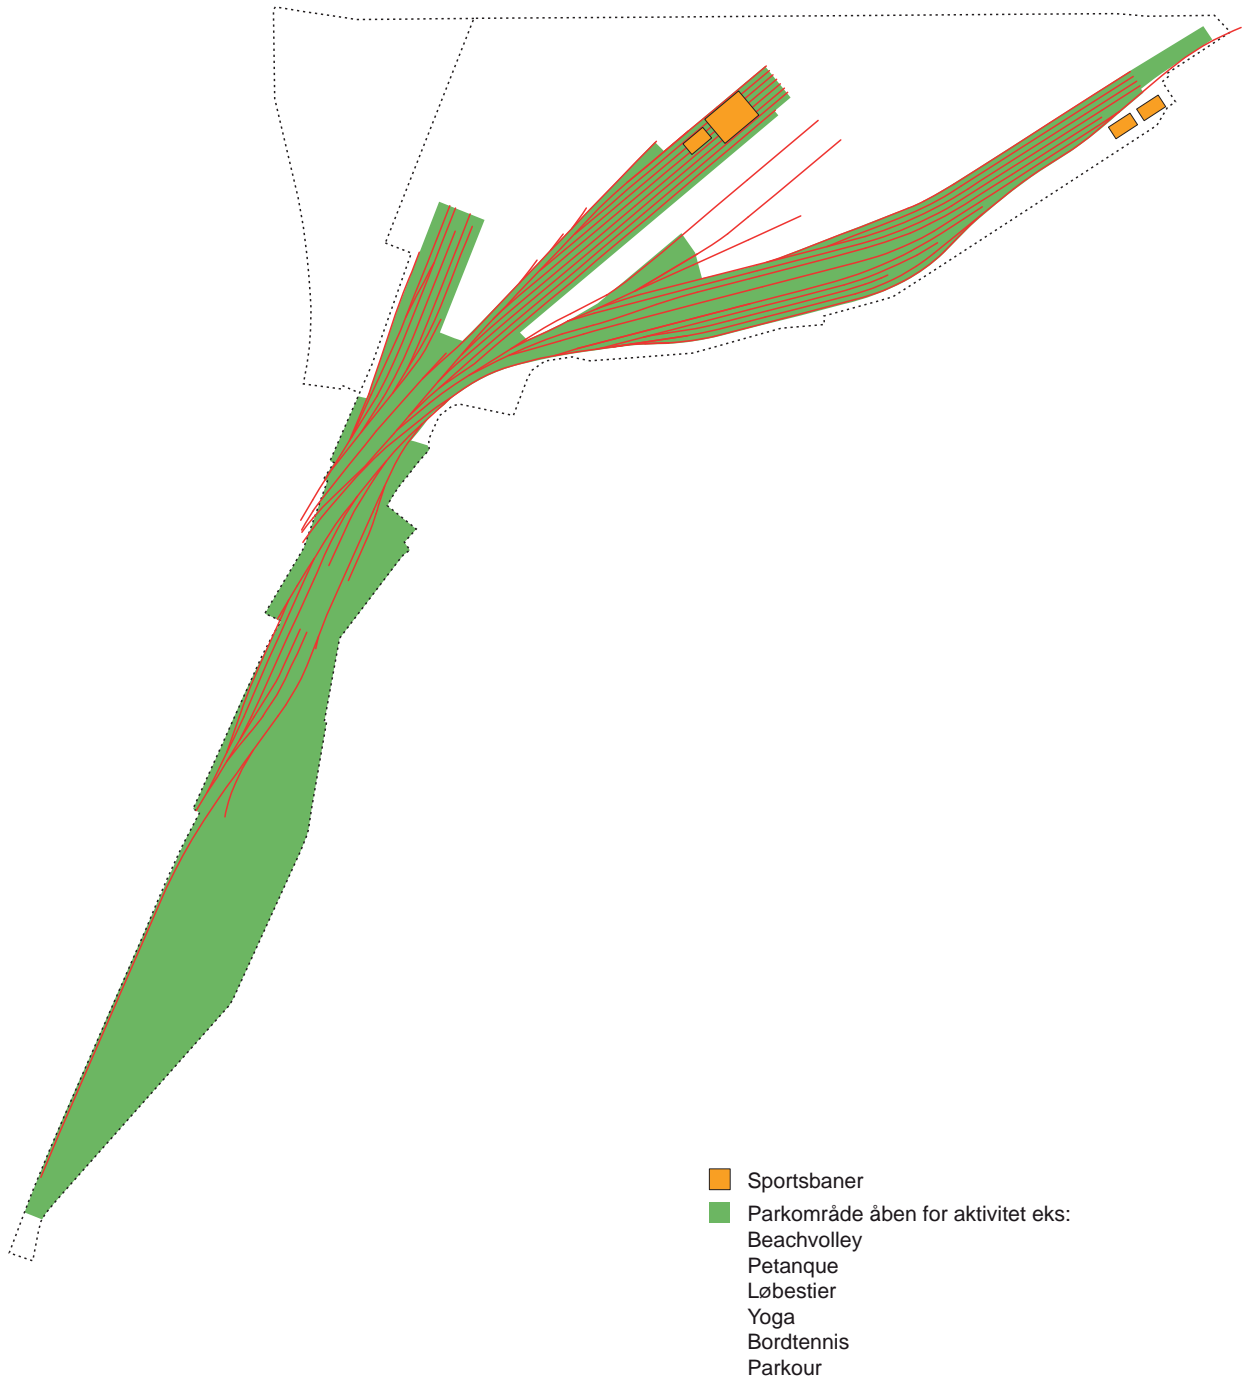 Sportsbaner
Parkområde åben for aktivitet eks:
Beachvolley
Petanque
Løbestier
Yoga
Bordtennis
Parkour